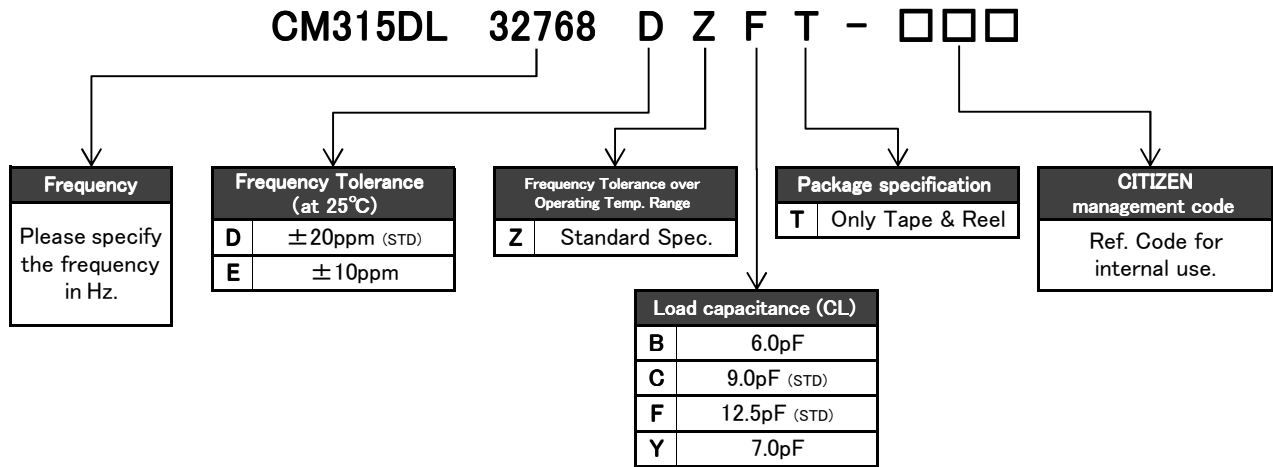 CM315DL 32768 D Z F T - □□□
Frequency
Please specify
the frequency
in Hz.
Frequency Tolerance
(at 25℃)
D ±20ppm (STD)
E ±10ppm
Frequency Tolerance over
Operating Temp. Range
Z Standard Spec.
Package specification
T Only Tape & Reel
CITIZEN
management code
Ref. Code for
internal use.
Load capacitance (CL)
B 6.0pF
C 9.0pF (STD)
F 12.5pF (STD)
Y 7.0pF